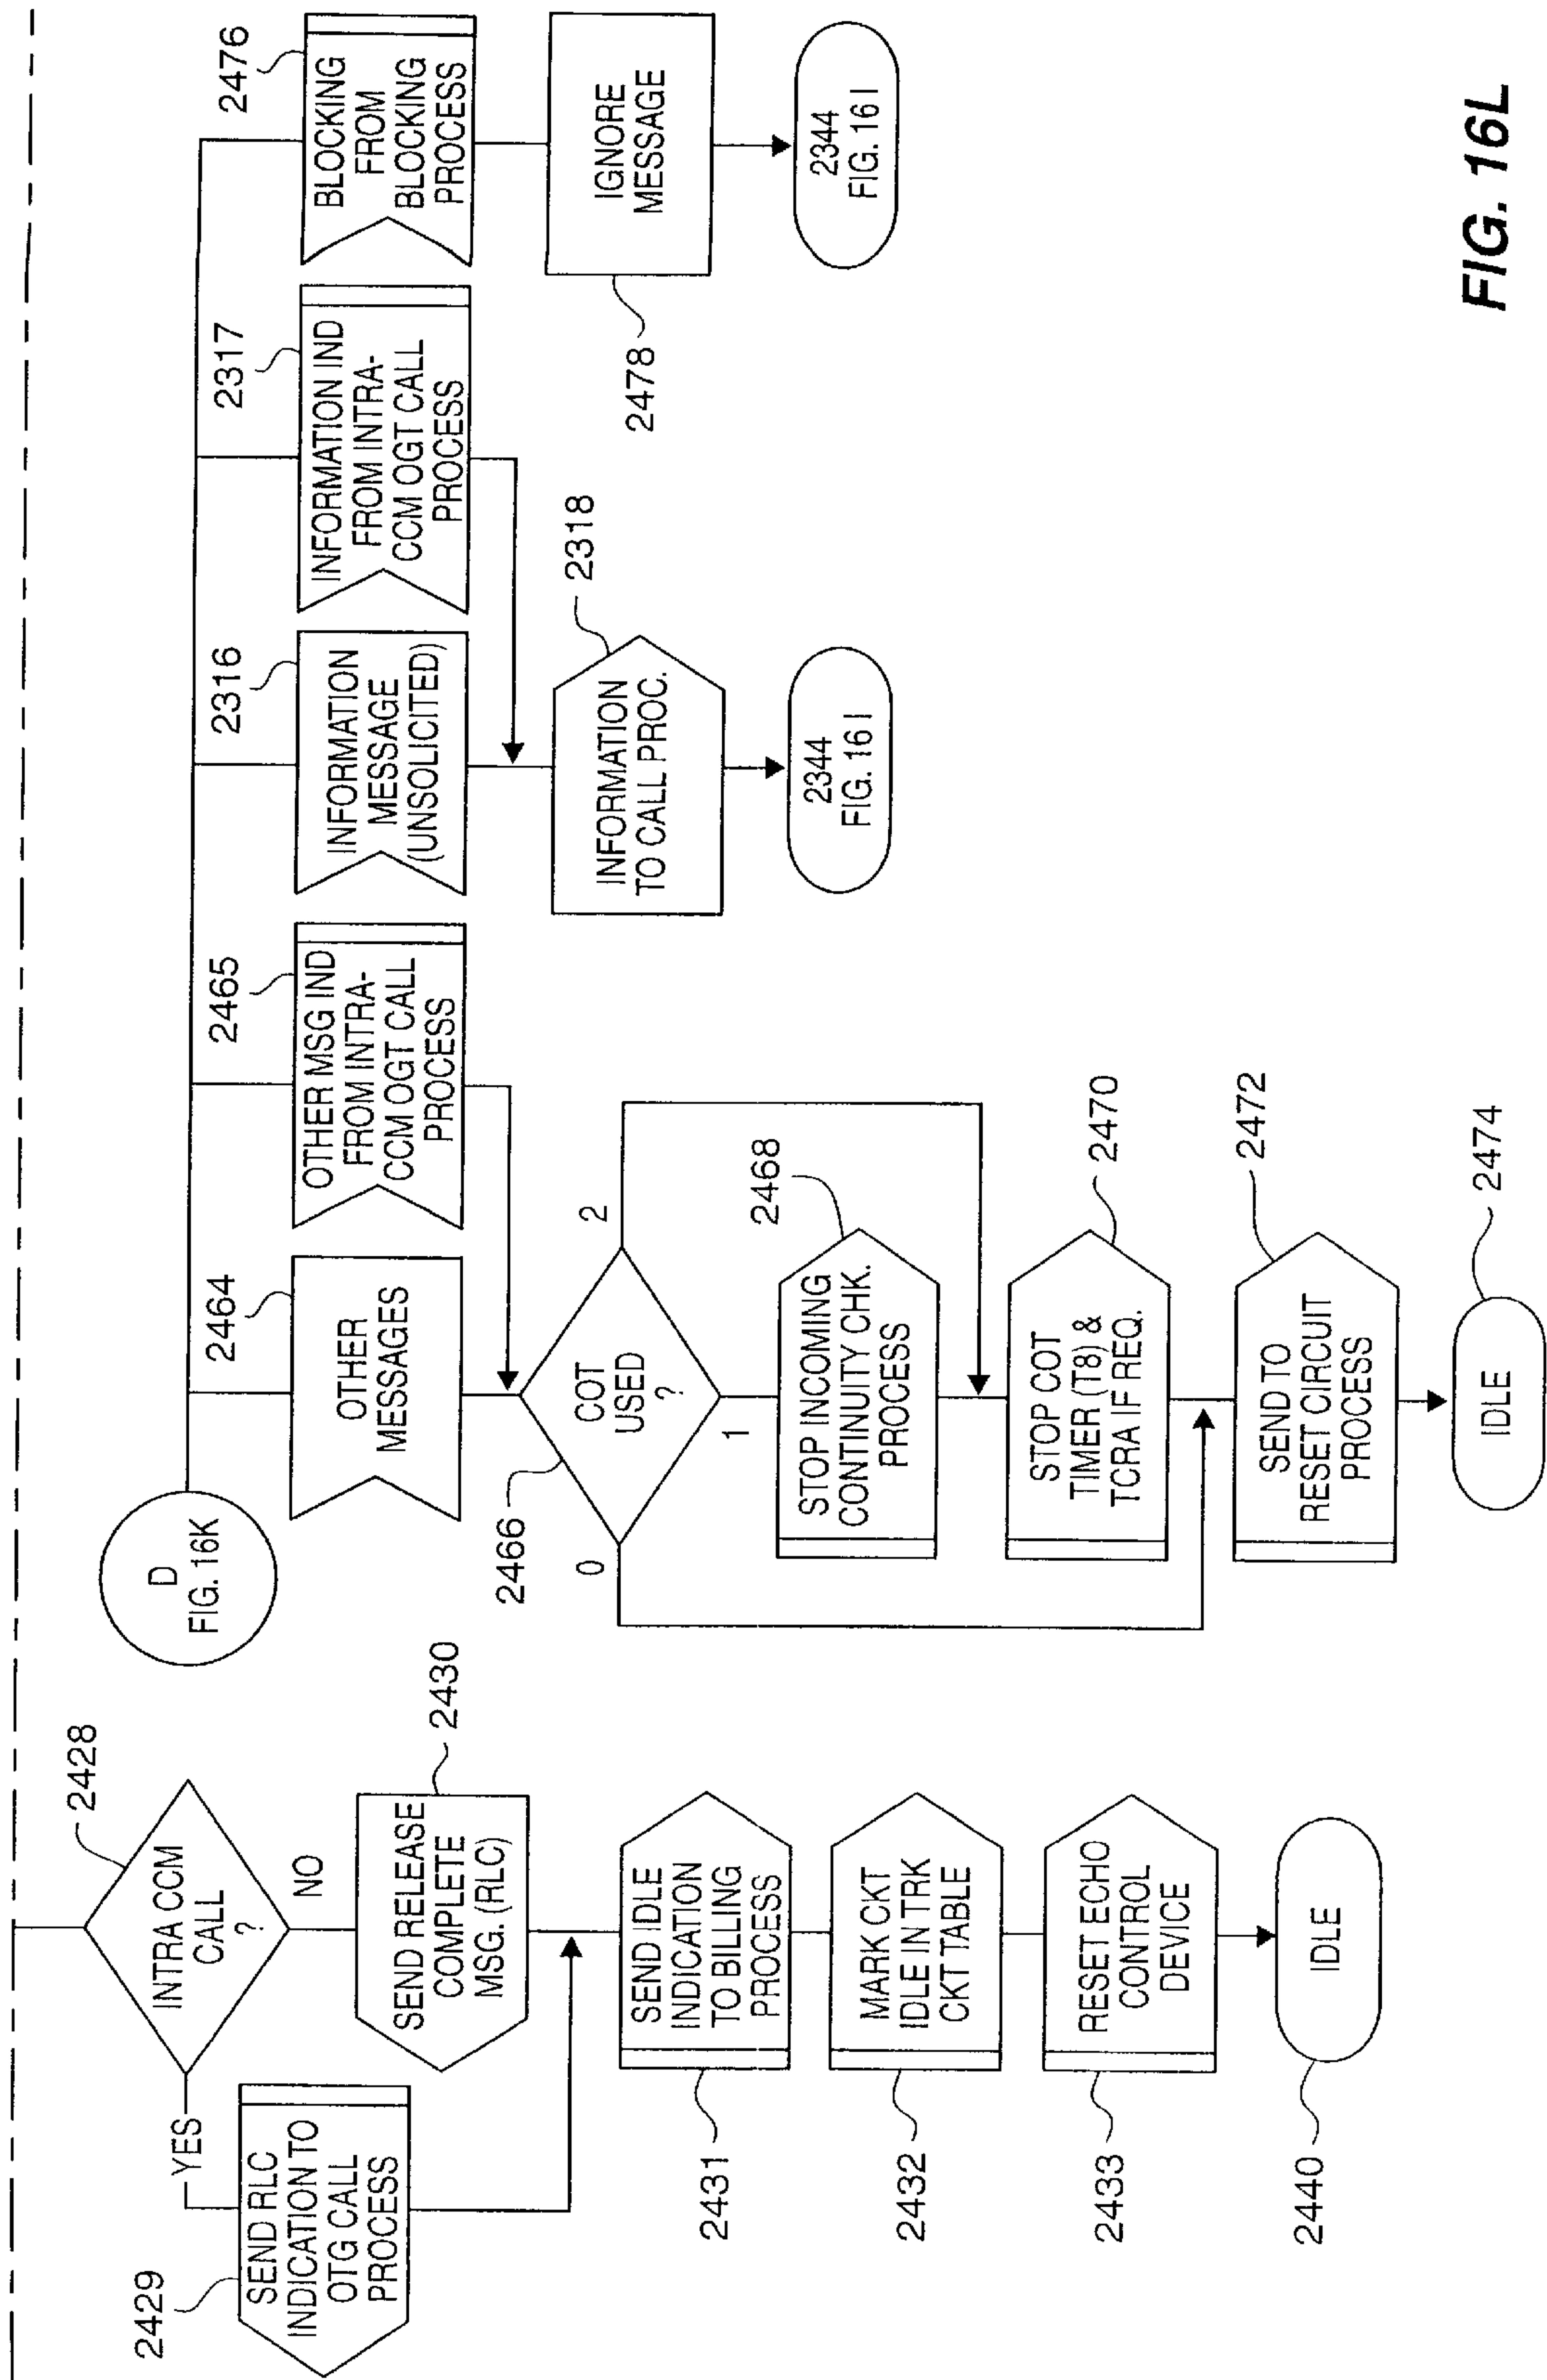 2428
INTRA CCM
CALL
?
YES
NO
2429
SEND RLC
INDICATION TO
OTG CALL
PROCESS
2430
SEND RELEASE
COMPLETE
MSG. (RLC)
2431
SEND IDLE
INDICATION
TO BILLING
PROCESS
2432
MARK CKT
IDLE IN TRK
CKT TABLE
2433
RESET ECHO
CONTROL
DEVICE
2440
IDLE
D
FIG. 16K
2464
OTHER
MESSAGES
2465
OTHER MSG IND
FROM INTRA-
CCM OGT CALL
PROCESS
2466
COT
USED
?
0
1
2
2468
STOP INCOMING
CONTINUITY CHK.
PROCESS
2470
STOP COT
TIMER (T8) &
TCRA IF REQ.
2472
SEND TO
RESET CIRCUIT
PROCESS
2474
IDLE
2316
INFORMATION
MESSAGE
(UNSOLICITED)
2317
INFORMATION IND
FROM INTRA-
CCM OGT CALL
PROCESS
2318
INFORMATION
TO CALL PROC.
2344
FIG. 16 I
2476
BLOCKING
FROM
BLOCKING
PROCESS
2478
IGNORE
MESSAGE
2344
FIG. 16 I
FIG. 16L